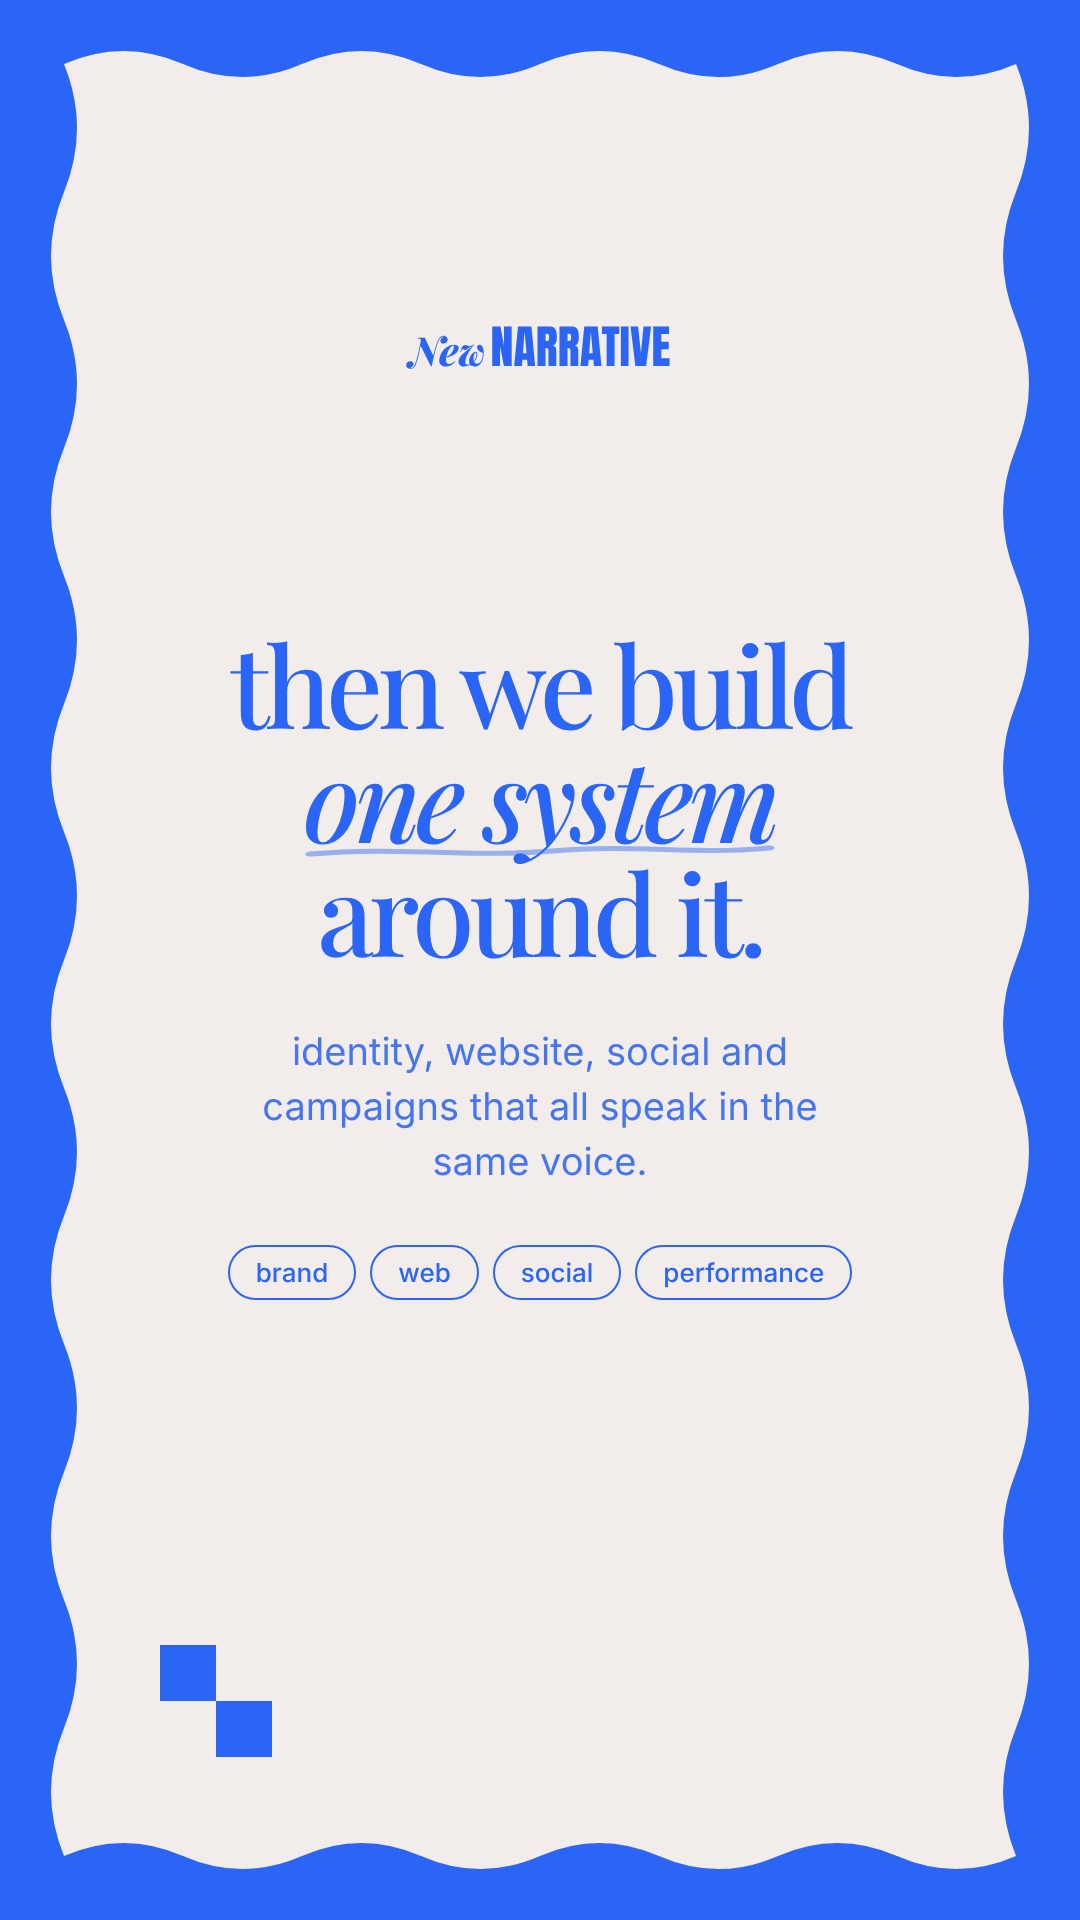 New NARRATIVE
then we build
one system
around it.
identity, website, social and
campaigns that all speak in the
same voice.
brand web social performance